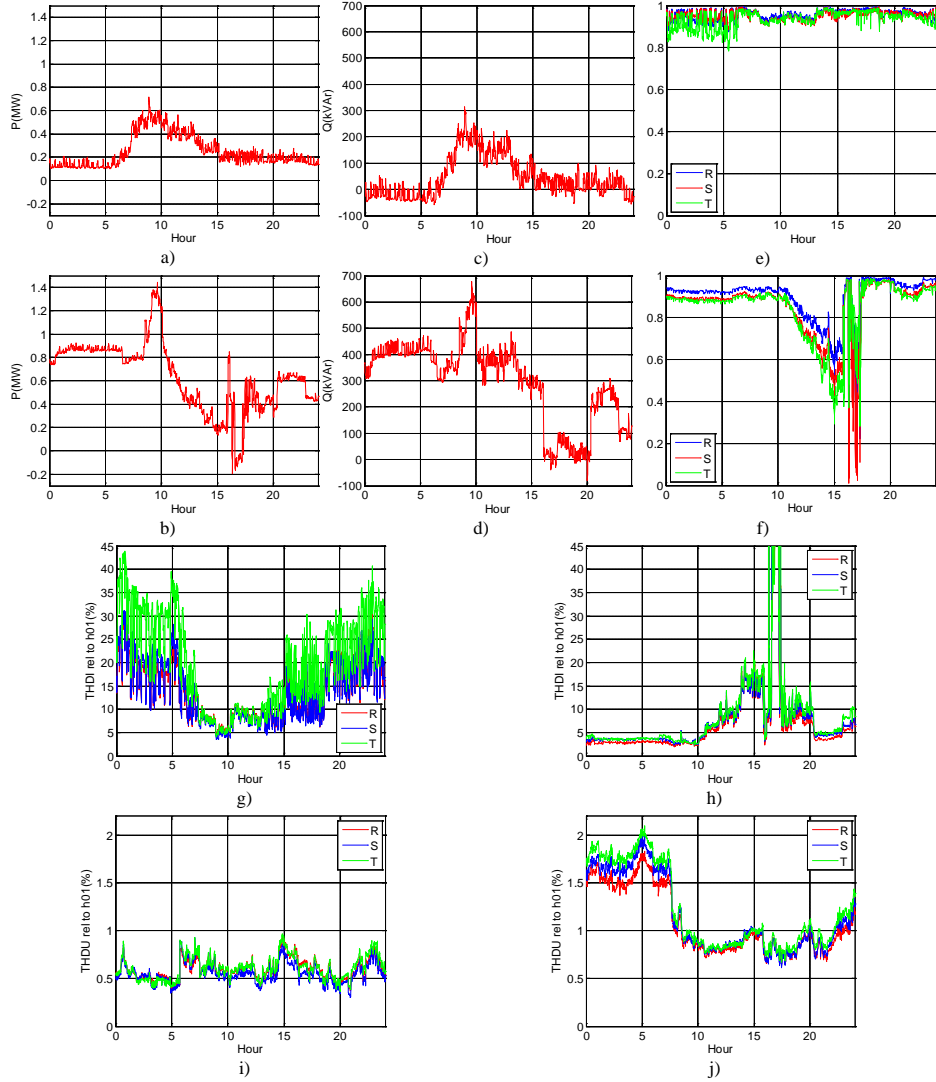 P(MW)
1.4
1.2
1
0.8
0.6
0.4
0.2
0
-0.2
0 5 10 15 20
Hour
a)
Q(kVAr)
700
600
500
400
300
200
100
0
-100
0 5 10 15 20
Hour
c)
1
0.8
0.6
0.4
0.2
0
R
S
T
0 5 10 15 20
Hour
e)
P(MW)
1.4
1.2
1
0.8
0.6
0.4
0.2
0
-0.2
0 5 10 15 20
Hour
b)
Q(kVAr)
700
600
500
400
300
200
100
0
-100
0 5 10 15 20
Hour
d)
1
0.8
0.6
0.4
0.2
0
R
S
T
0 5 10 15 20
Hour
f)
THDI rel to h01(%)
45
40
35
30
25
20
15
10
5
0
R
S
T
0 5 10 15 20
Hour
g)
THDI rel to h01(%)
45
40
35
30
25
20
15
10
5
0
R
S
T
0 5 10 15 20
Hour
h)
THDU rel to h01(%)
2
1.5
1
0.5
0
R
S
T
0 5 10 15 20
Hour
i)
THDU rel to h01(%)
2
1.5
1
0.5
0
R
S
T
0 5 10 15 20
Hour
j)